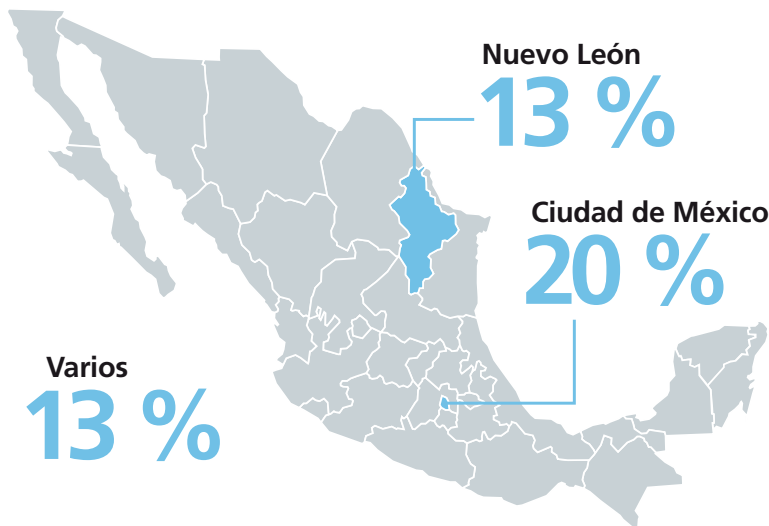 Nuevo León
13 %
Ciudad de México
20 %
Varios
13 %